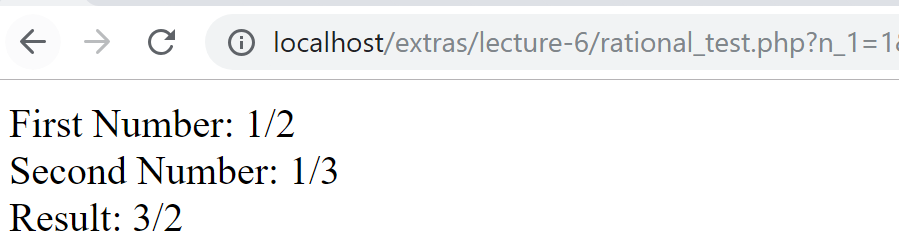 localhost/extras/lecture-6/rational_test.php?n_1=1&
First Number: 1/2
Second Number: 1/3
Result: 3/2